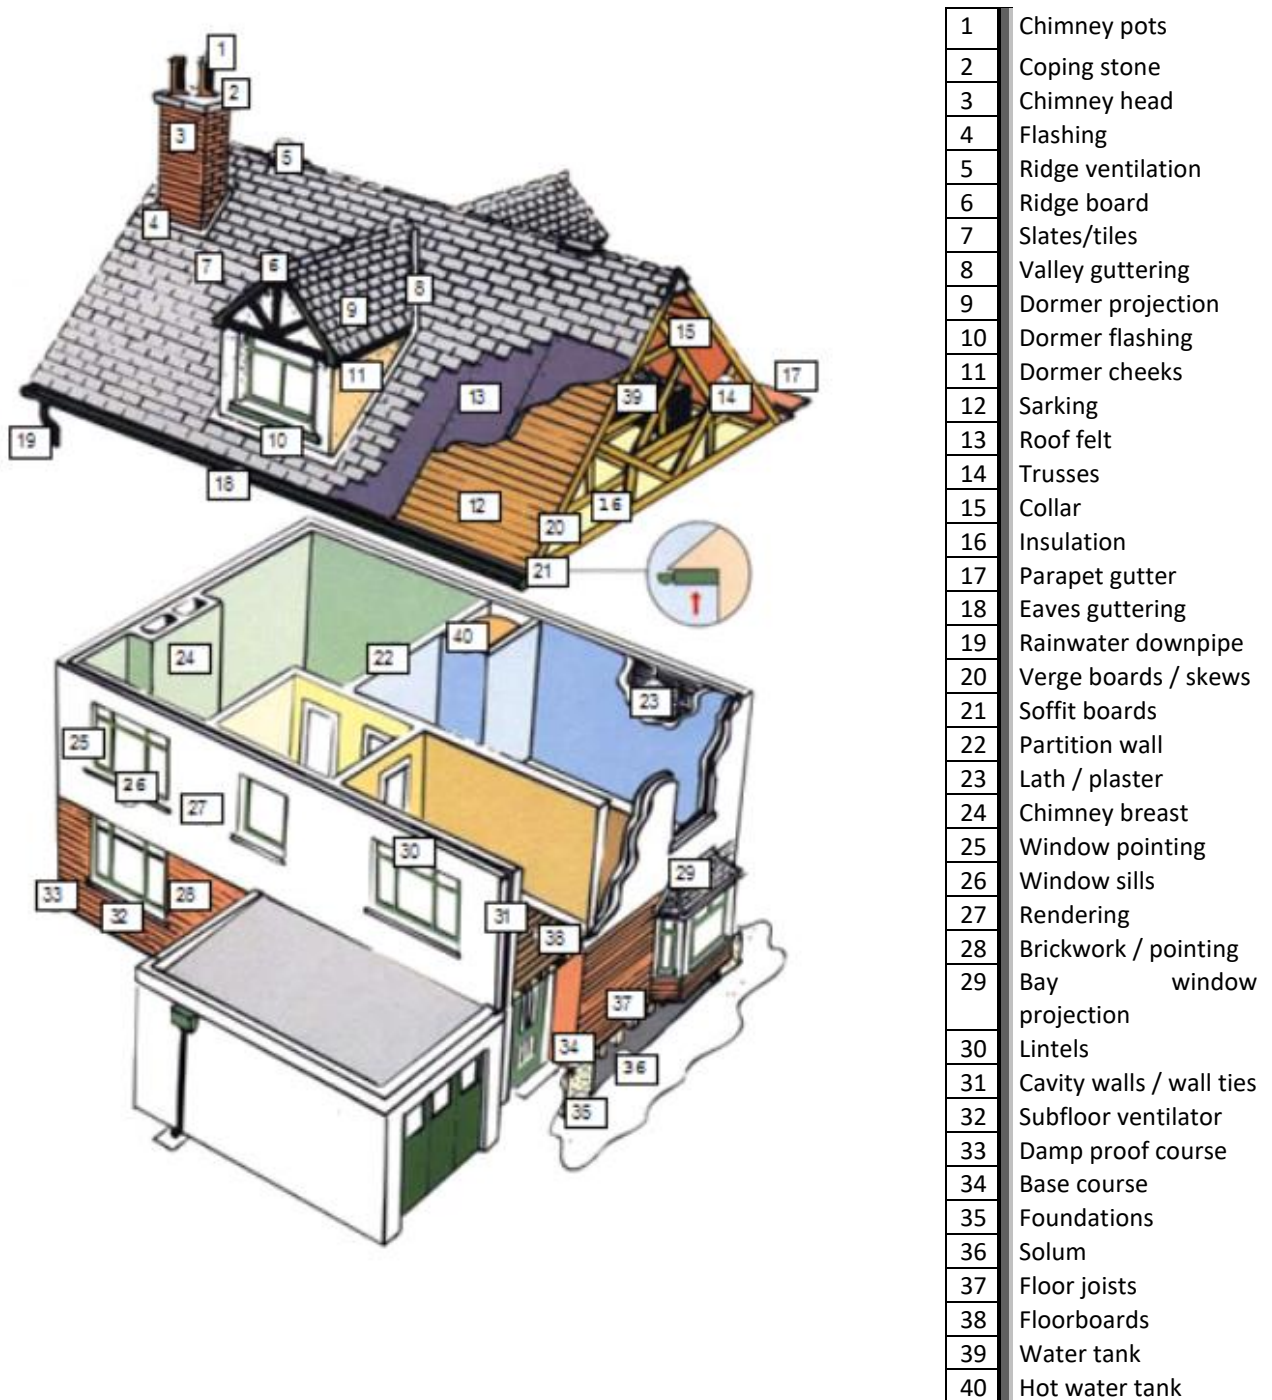 1
2
3
5
4
7
6
8
9
15
11
17
13
39
14
19
10
18
12
16
20
21
40
24
22
23
25
26
27
30
29
33
32
28
31
38
37
34
36
35
1 Chimney pots
2 Coping stone
3 Chimney head
4 Flashing
5 Ridge ventilation
6 Ridge board
7 Slates/tiles
8 Valley guttering
9 Dormer projection
10 Dormer flashing
11 Dormer cheeks
12 Sarking
13 Roof felt
14 Trusses
15 Collar
16 Insulation
17 Parapet gutter
18 Eaves guttering
19 Rainwater downpipe
20 Verge boards / skews
21 Soffit boards
22 Partition wall
23 Lath / plaster
24 Chimney breast
25 Window pointing
26 Window sills
27 Rendering
28 Brickwork / pointing
29 Bay window
projection
30 Lintels
31 Cavity walls / wall ties
32 Subfloor ventilator
33 Damp proof course
34 Base course
35 Foundations
36 Solum
37 Floor joists
38 Floorboards
39 Water tank
40 Hot water tank